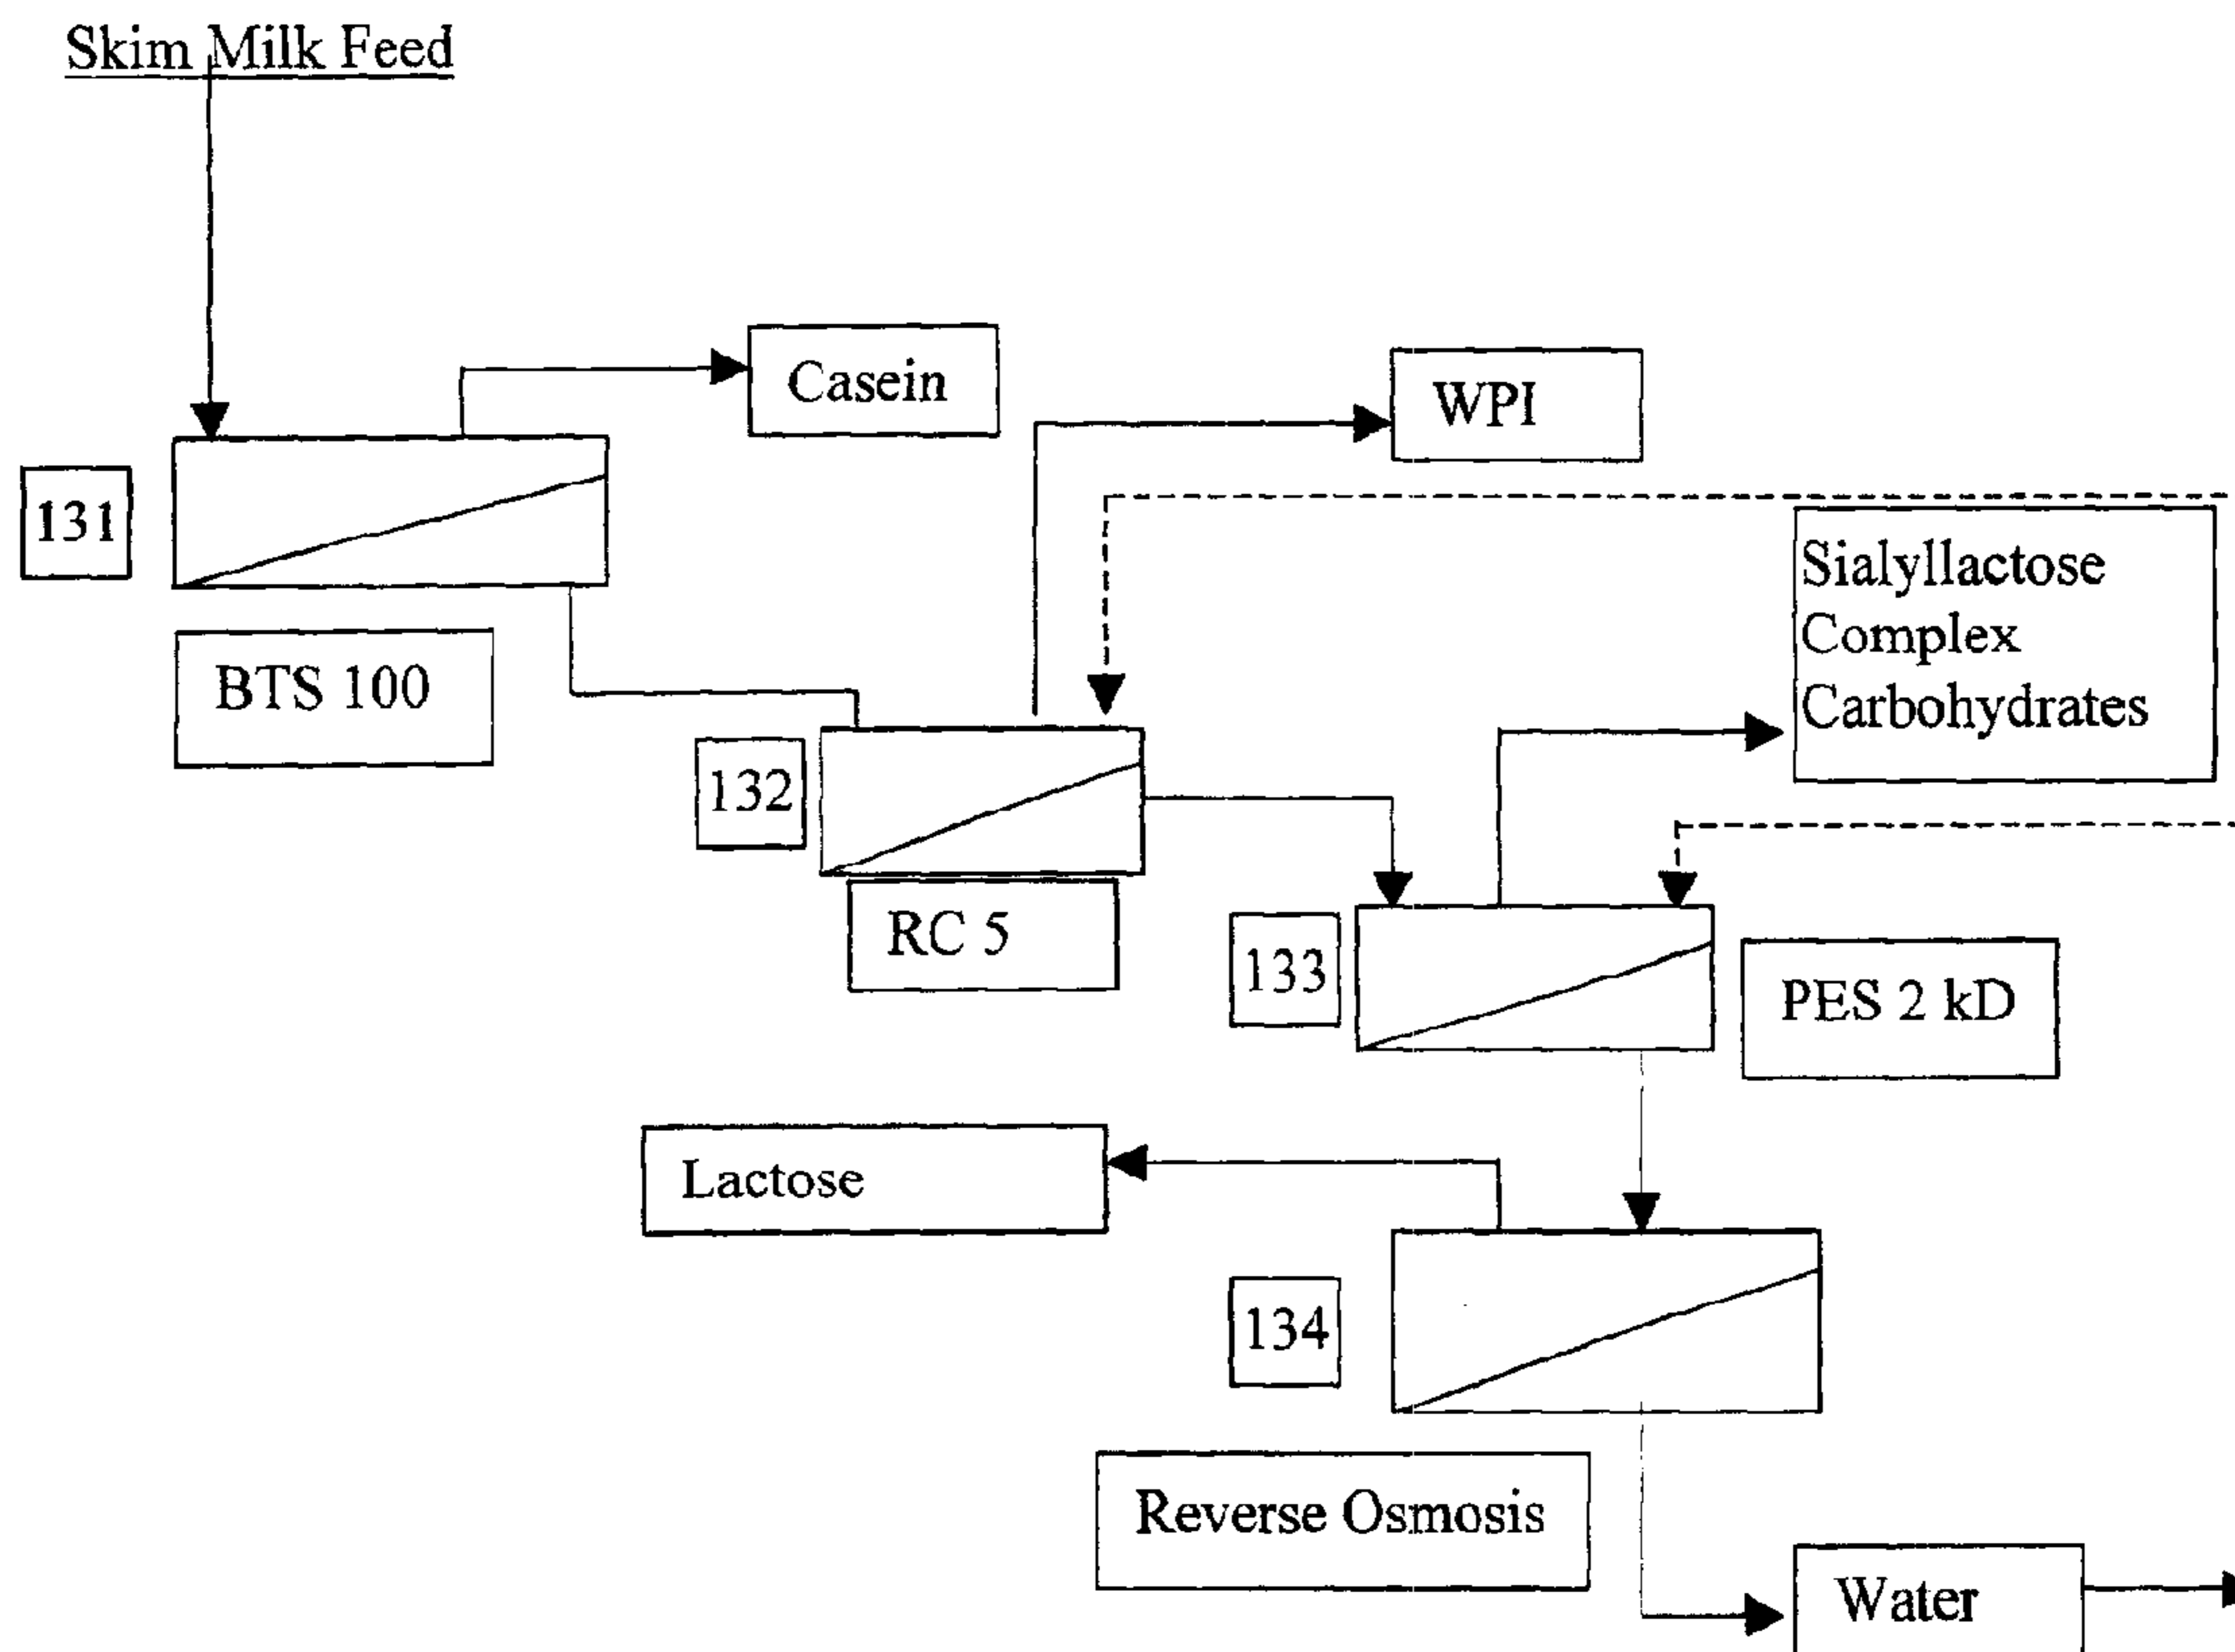 Skim Milk Feed
Casein
WPI
131
BTS 100
Sialyllactose
Complex
Carbohydrates
132
RC 5
133
PES 2 kD
Lactose
134
Reverse Osmosis
Water